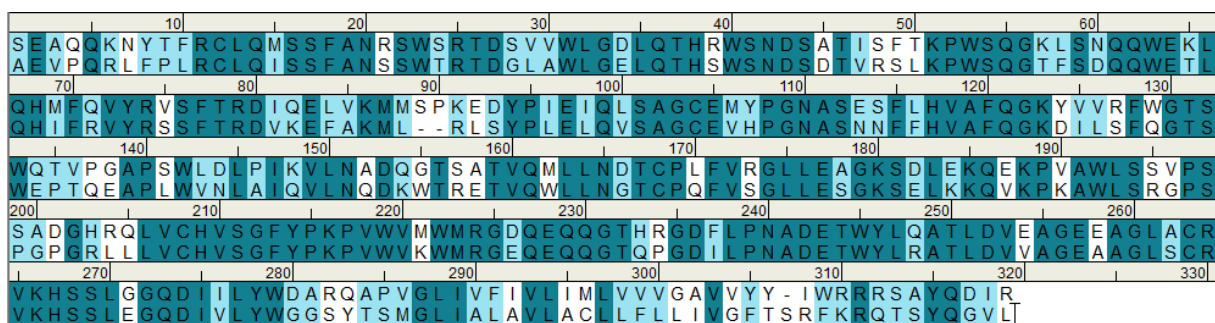 10 20 30 40 50 60
SEAQQKNYTFRCLQMSSFANRSWSRTDSVVWLGDLQTHRWSNDSATISFTKPWSQGKLSNQQWEKL
AEVPQRLFPLRCLQISSFANSSWTRTDGLAWLGELQTHSWSNDSDTVRSLKPWSQGTFSDQQWETL
70 80 90 100 110 120 130
QHMFQVYRVSFTRDIQELVKMMSPKEDYPIEIQLSAGCEMYPGNASESFLHVAFQGKYVVRFWGTS
QHIFRVYRSSFTRDVKEFAKML--RLSYPLELQVSAGCEVHPGNASNNFFHVAFQGKDILSFQGTS
140 150 160 170 180 190
WQTVPGAPSWLDLPIKVLNADQGTSATVQMLLNDTCPLFVRGLLEAGKSDLEKQEKPVAWLSSVPS
WEPTQEAPLWVNLAIQVLNQDKWTRETVQWLLNGTCPQFVSGLLESGKSELKKQVKPKAWLSRGPS
200 210 220 230 240 250 260
SADGHRQLVCHVSGFYPKPVWVMWMRGDQEQQGTHRGDFLPNADETWYLQATLDVEAGEEAGLACR
PGPGRLLLVCHVSGFYPKPVWVKWMRGEQEQQGTQPGDILPNADETWYLRATLDVVAGEAAGLSCR
270 280 290 300 310 320 330
VKHSSLGGQDIILYWDARQAPVGLIVFIVLIMLVVVGAVVYY-IWRRRSAYQDIR
VKHSSLEGQDIVLYWGGSYTSMGLIALAVLACLLFLLIVGFTSRFKRQTSYQGVL